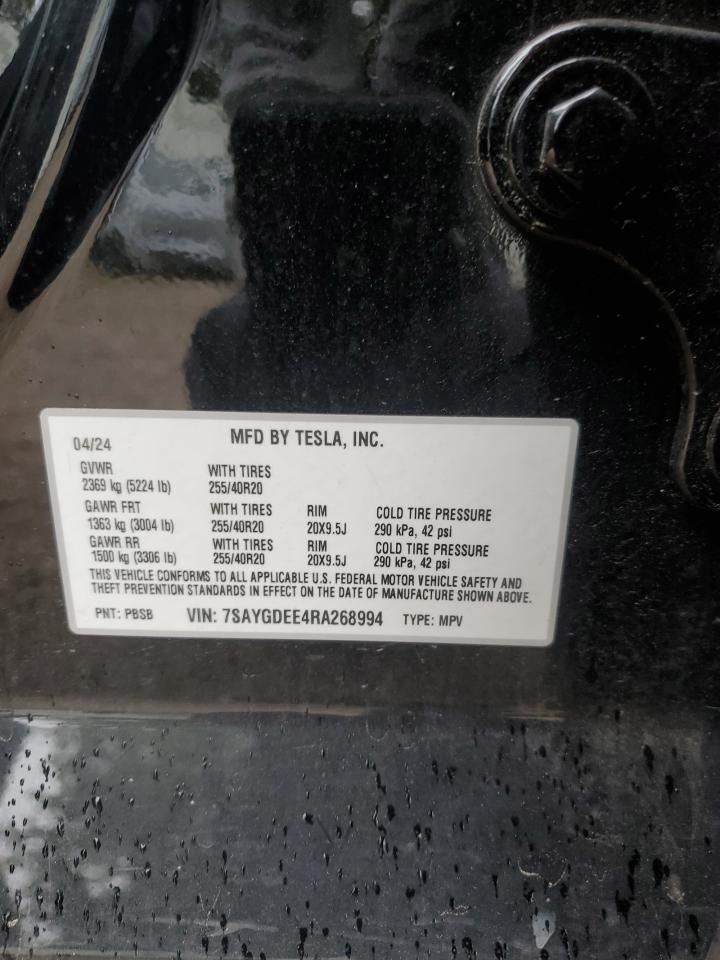 04/24 MFD BY TESLA, INC.
GVWR WITH TIRES
2369 kg (5224 lb) 255/40R20
GAWR FRT WITH TIRES RIM COLD TIRE PRESSURE
1363 kg (3004 lb) 255/40R20 20X9.5J 290 kPa, 42 psi
GAWR RR WITH TIRES RIM COLD TIRE PRESSURE
1500 kg (3306 lb) 255/40R20 20X9.5J 290 kPa, 42 psi
THIS VEHICLE CONFORMS TO ALL APPLICABLE U.S. FEDERAL MOTOR VEHICLE SAFETY AND
THEFT PREVENTION STANDARDS IN EFFECT ON THE DATE OF MANUFACTURE SHOWN ABOVE.
PNT: PBSB VIN: 7SAYGDEE4RA268994 TYPE: MPV